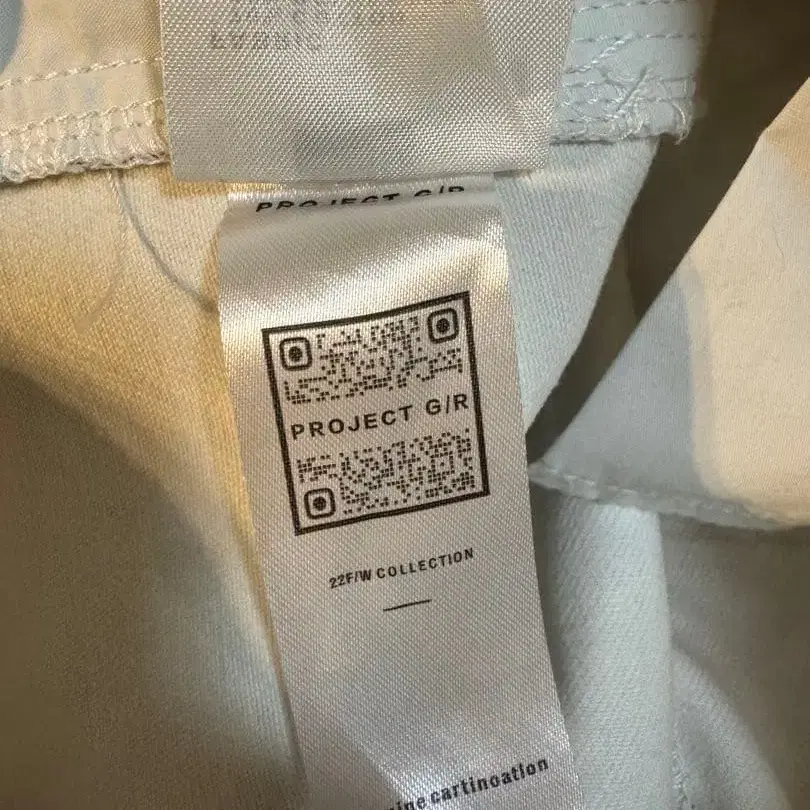 PROJECT G/R
PROJECT G/R
22F/W COLLECTION
cartinoation